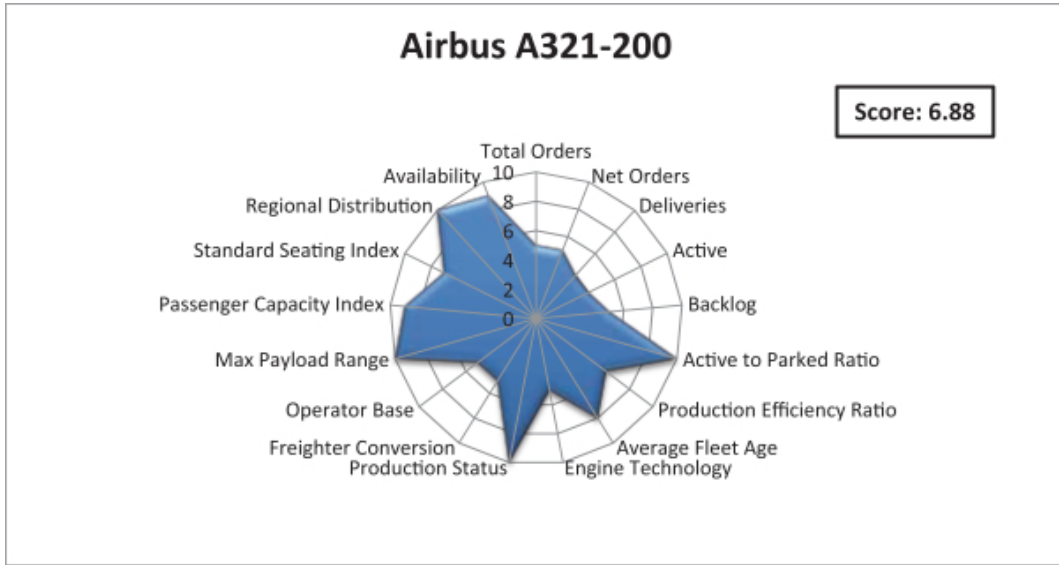 Airbus A321-200
Score: 6.88
Total Orders
10
Net Orders
Availability
8
Deliveries
Regional Distribution
6
Standard Seating Index
Active
4
2
Passenger Capacity Index
Backlog
0
Max Payload Range
Active to Parked Ratio
Operator Base
Production Efficiency Ratio
Freighter Conversion
Average Fleet Age
Production Status
Engine Technology